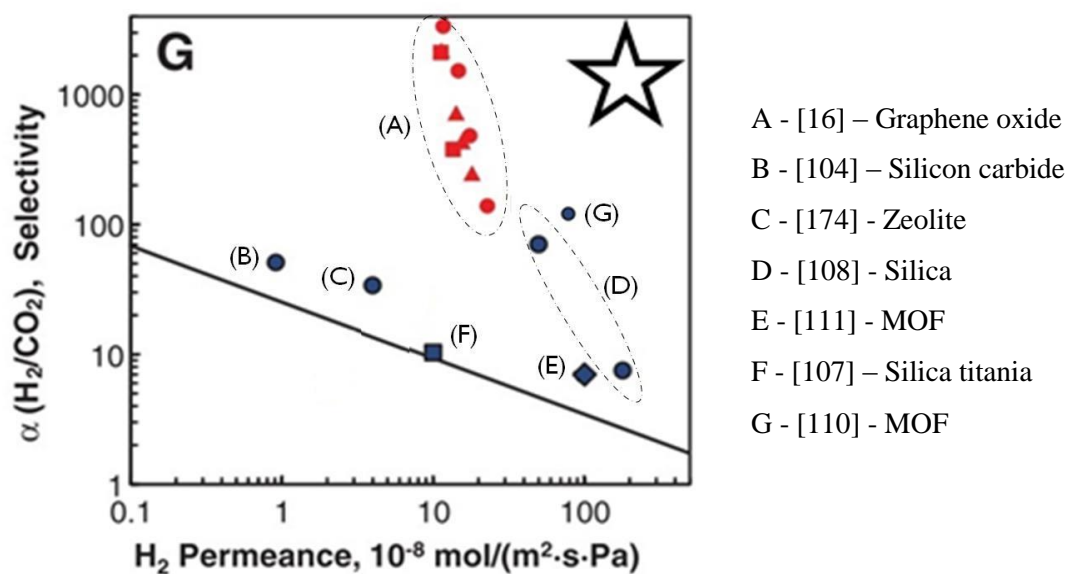 G
1000
100
10
1
0.1
1
10
100
α (H₂/CO₂), Selectivity
H₂ Permeance, 10⁻⁸ mol/(m²·s·Pa)
(A)
(G)
(B)
(C)
(D)
(F)
(E)
A - [16] – Graphene oxide
B - [104] – Silicon carbide
C - [174] - Zeolite
D - [108] - Silica
E - [111] - MOF
F - [107] – Silica titania
G - [110] - MOF